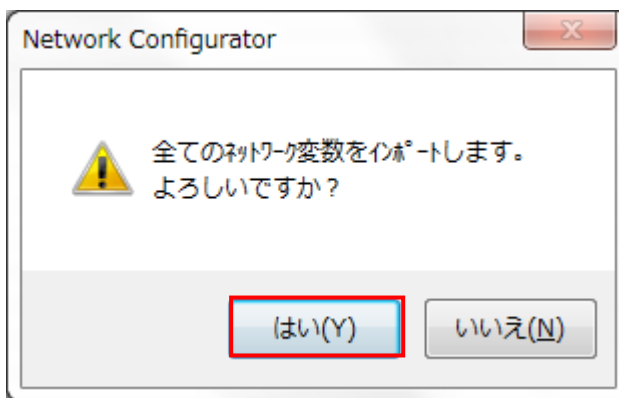 Network Configurator
全てのﾈｯﾄﾜｰｸ変数をｲﾝﾎﾟｰﾄします。
よろしいですか？
はい(Y)
いいえ(N)